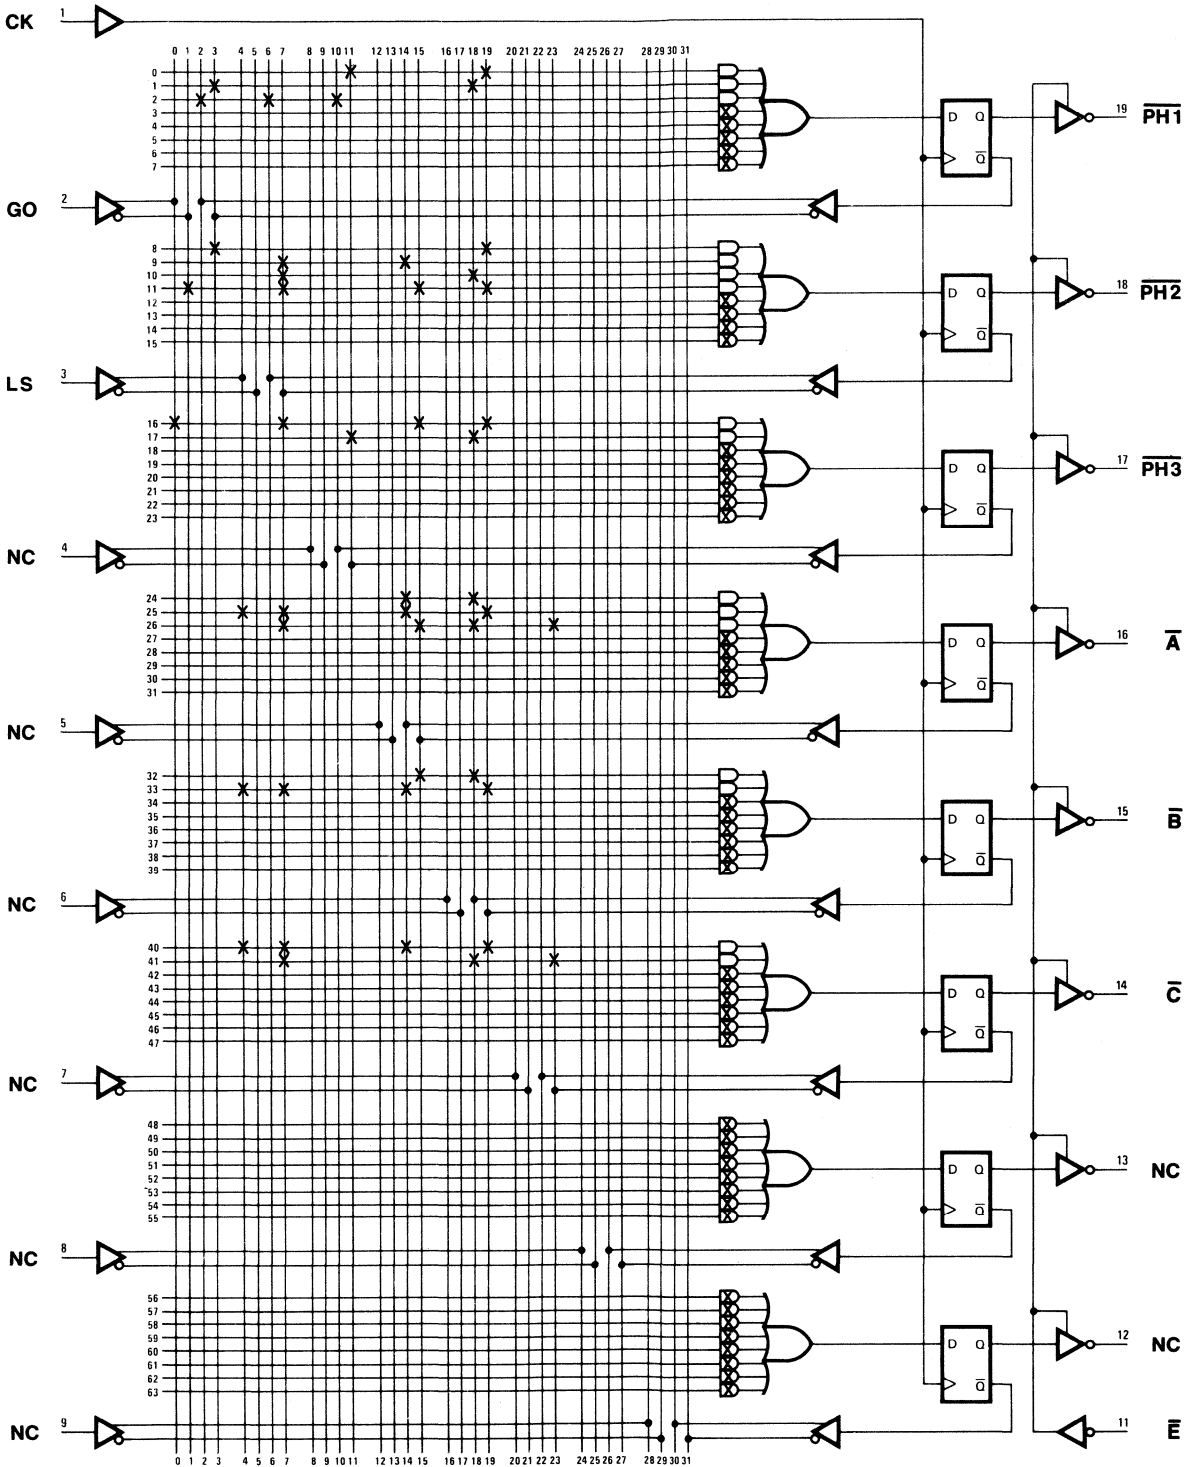 CK 1
0 1 2 3 4 5 6 7 8 9 10 11 12 13 14 15 16 17 18 19 20 21 22 23 24 25 26 27 28 29 30 31
0
1
2
3
4
5
6
7
D Q
Q̅
19 P̅H̅1̅
GO 2
8
9
10
11
12
13
14
15
D Q
Q̅
18 P̅H̅2̅
LS 3
16
17
18
19
20
21
22
23
D Q
Q̅
17 P̅H̅3̅
NC 4
24
25
26
27
28
29
30
31
D Q
Q̅
16 A̅
NC 5
32
33
34
35
36
37
38
39
D Q
Q̅
15 B̅
NC 6
40
41
42
43
44
45
46
47
D Q
Q̅
14 C̅
NC 7
48
49
50
51
52
53
54
55
D Q
Q̅
13 NC
NC 8
56
57
58
59
60
61
62
63
D Q
Q̅
12 NC
NC 9
11 E̅
0 1 2 3 4 5 6 7 8 9 10 11 12 13 14 15 16 17 18 19 20 21 22 23 24 25 26 27 28 29 30 31